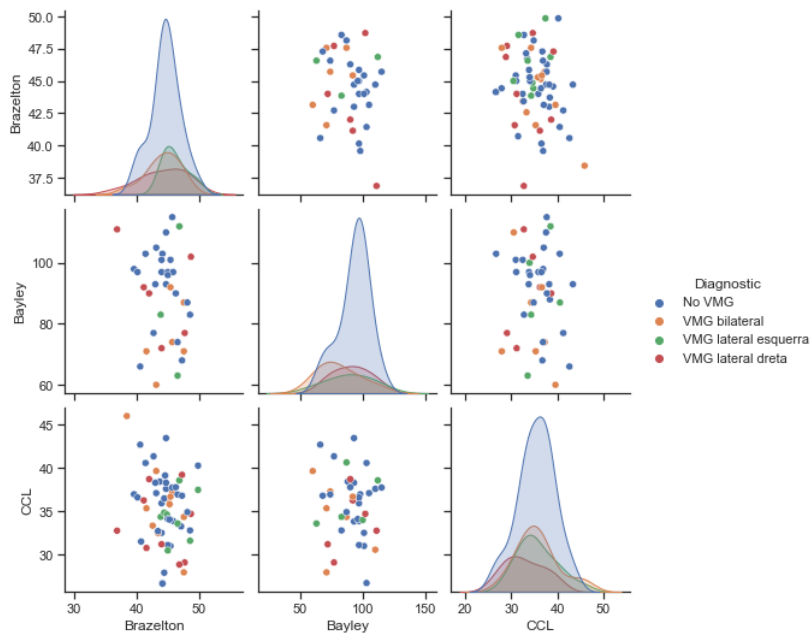 50.0
47.5
45.0
42.5
40.0
37.5
Brazelton
100
80
60
Bayley
Diagnostic
No VMG
VMG bilateral
VMG lateral esquerra
VMG lateral dreta
45
40
35
30
CCL
30 40 50
Brazelton
50 100 150
Bayley
20 30 40 50
CCL